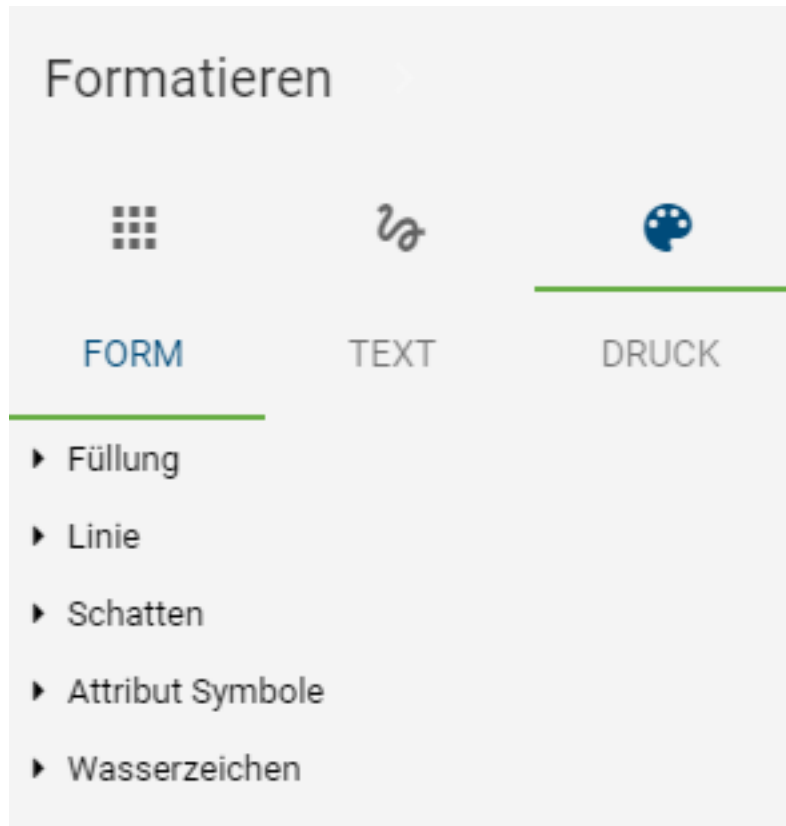 Formatieren
FORM TEXT DRUCK
Füllung
Linie
Schatten
Attribut Symbole
Wasserzeichen